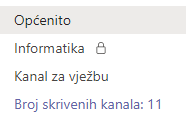 Općenito
Informatika
Kanal za vježbu
Broj skrivenih kanala: 11